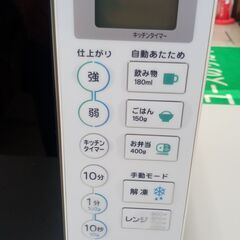 キッチンタイマー
仕上がり
自動あたため
強
飲み物
180ml
弱
ごはん
150g
キッチン
タイマー
お弁当
400g
手動モード
10分
解凍
1分
10秒
レンジ